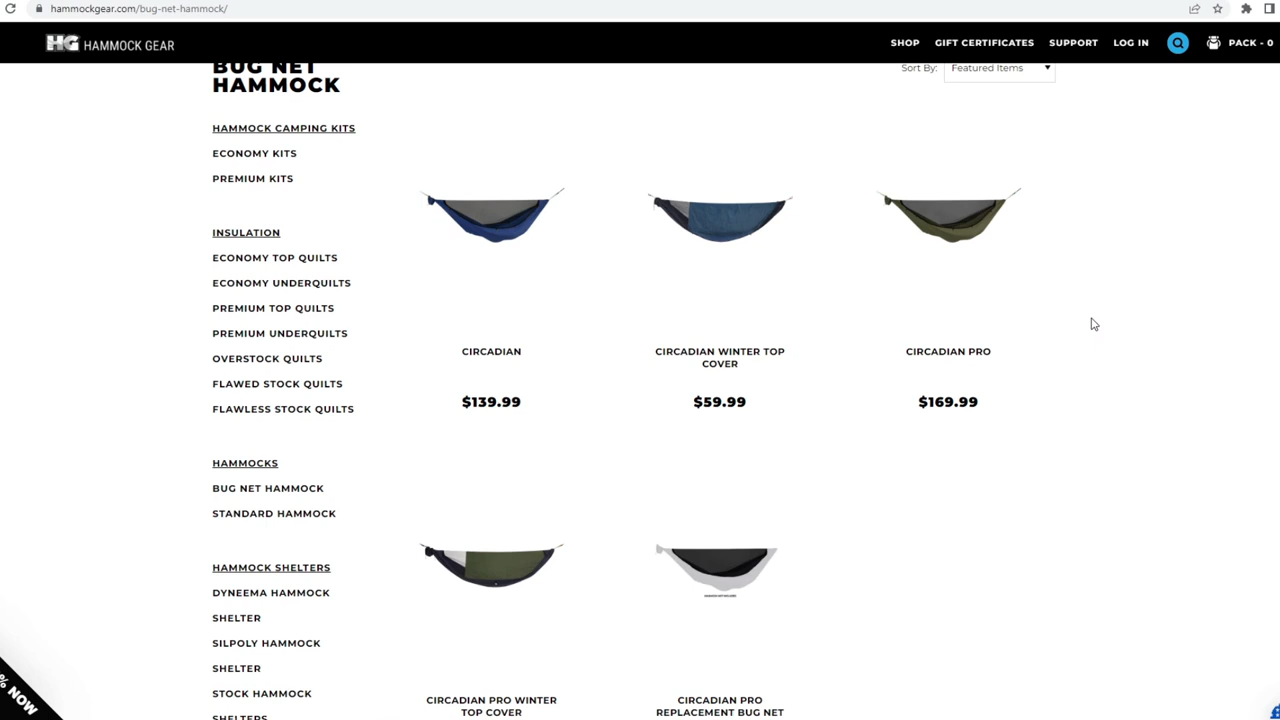 hammockgear.com/bug-net-hammock/
HG HAMMOCK GEAR
SHOP
GIFT CERTIFICATES
SUPPORT
LOG IN
PACK - 0
BUG NET
HAMMOCK
Sort By:
Featured Items
HAMMOCK CAMPING KITS
ECONOMY KITS
PREMIUM KITS
INSULATION
ECONOMY TOP QUILTS
ECONOMY UNDERQUILTS
PREMIUM TOP QUILTS
PREMIUM UNDERQUILTS
OVERSTOCK QUILTS
FLAWED STOCK QUILTS
FLAWLESS STOCK QUILTS
HAMMOCKS
BUG NET HAMMOCK
STANDARD HAMMOCK
HAMMOCK SHELTERS
DYNEEMA HAMMOCK
SHELTER
SILPOLY HAMMOCK
SHELTER
STOCK HAMMOCK
SHELTERS
CIRCADIAN
$139.99
CIRCADIAN WINTER TOP
COVER
$59.99
CIRCADIAN PRO
$169.99
CIRCADIAN PRO WINTER
TOP COVER
CIRCADIAN PRO
REPLACEMENT BUG NET
% NOW